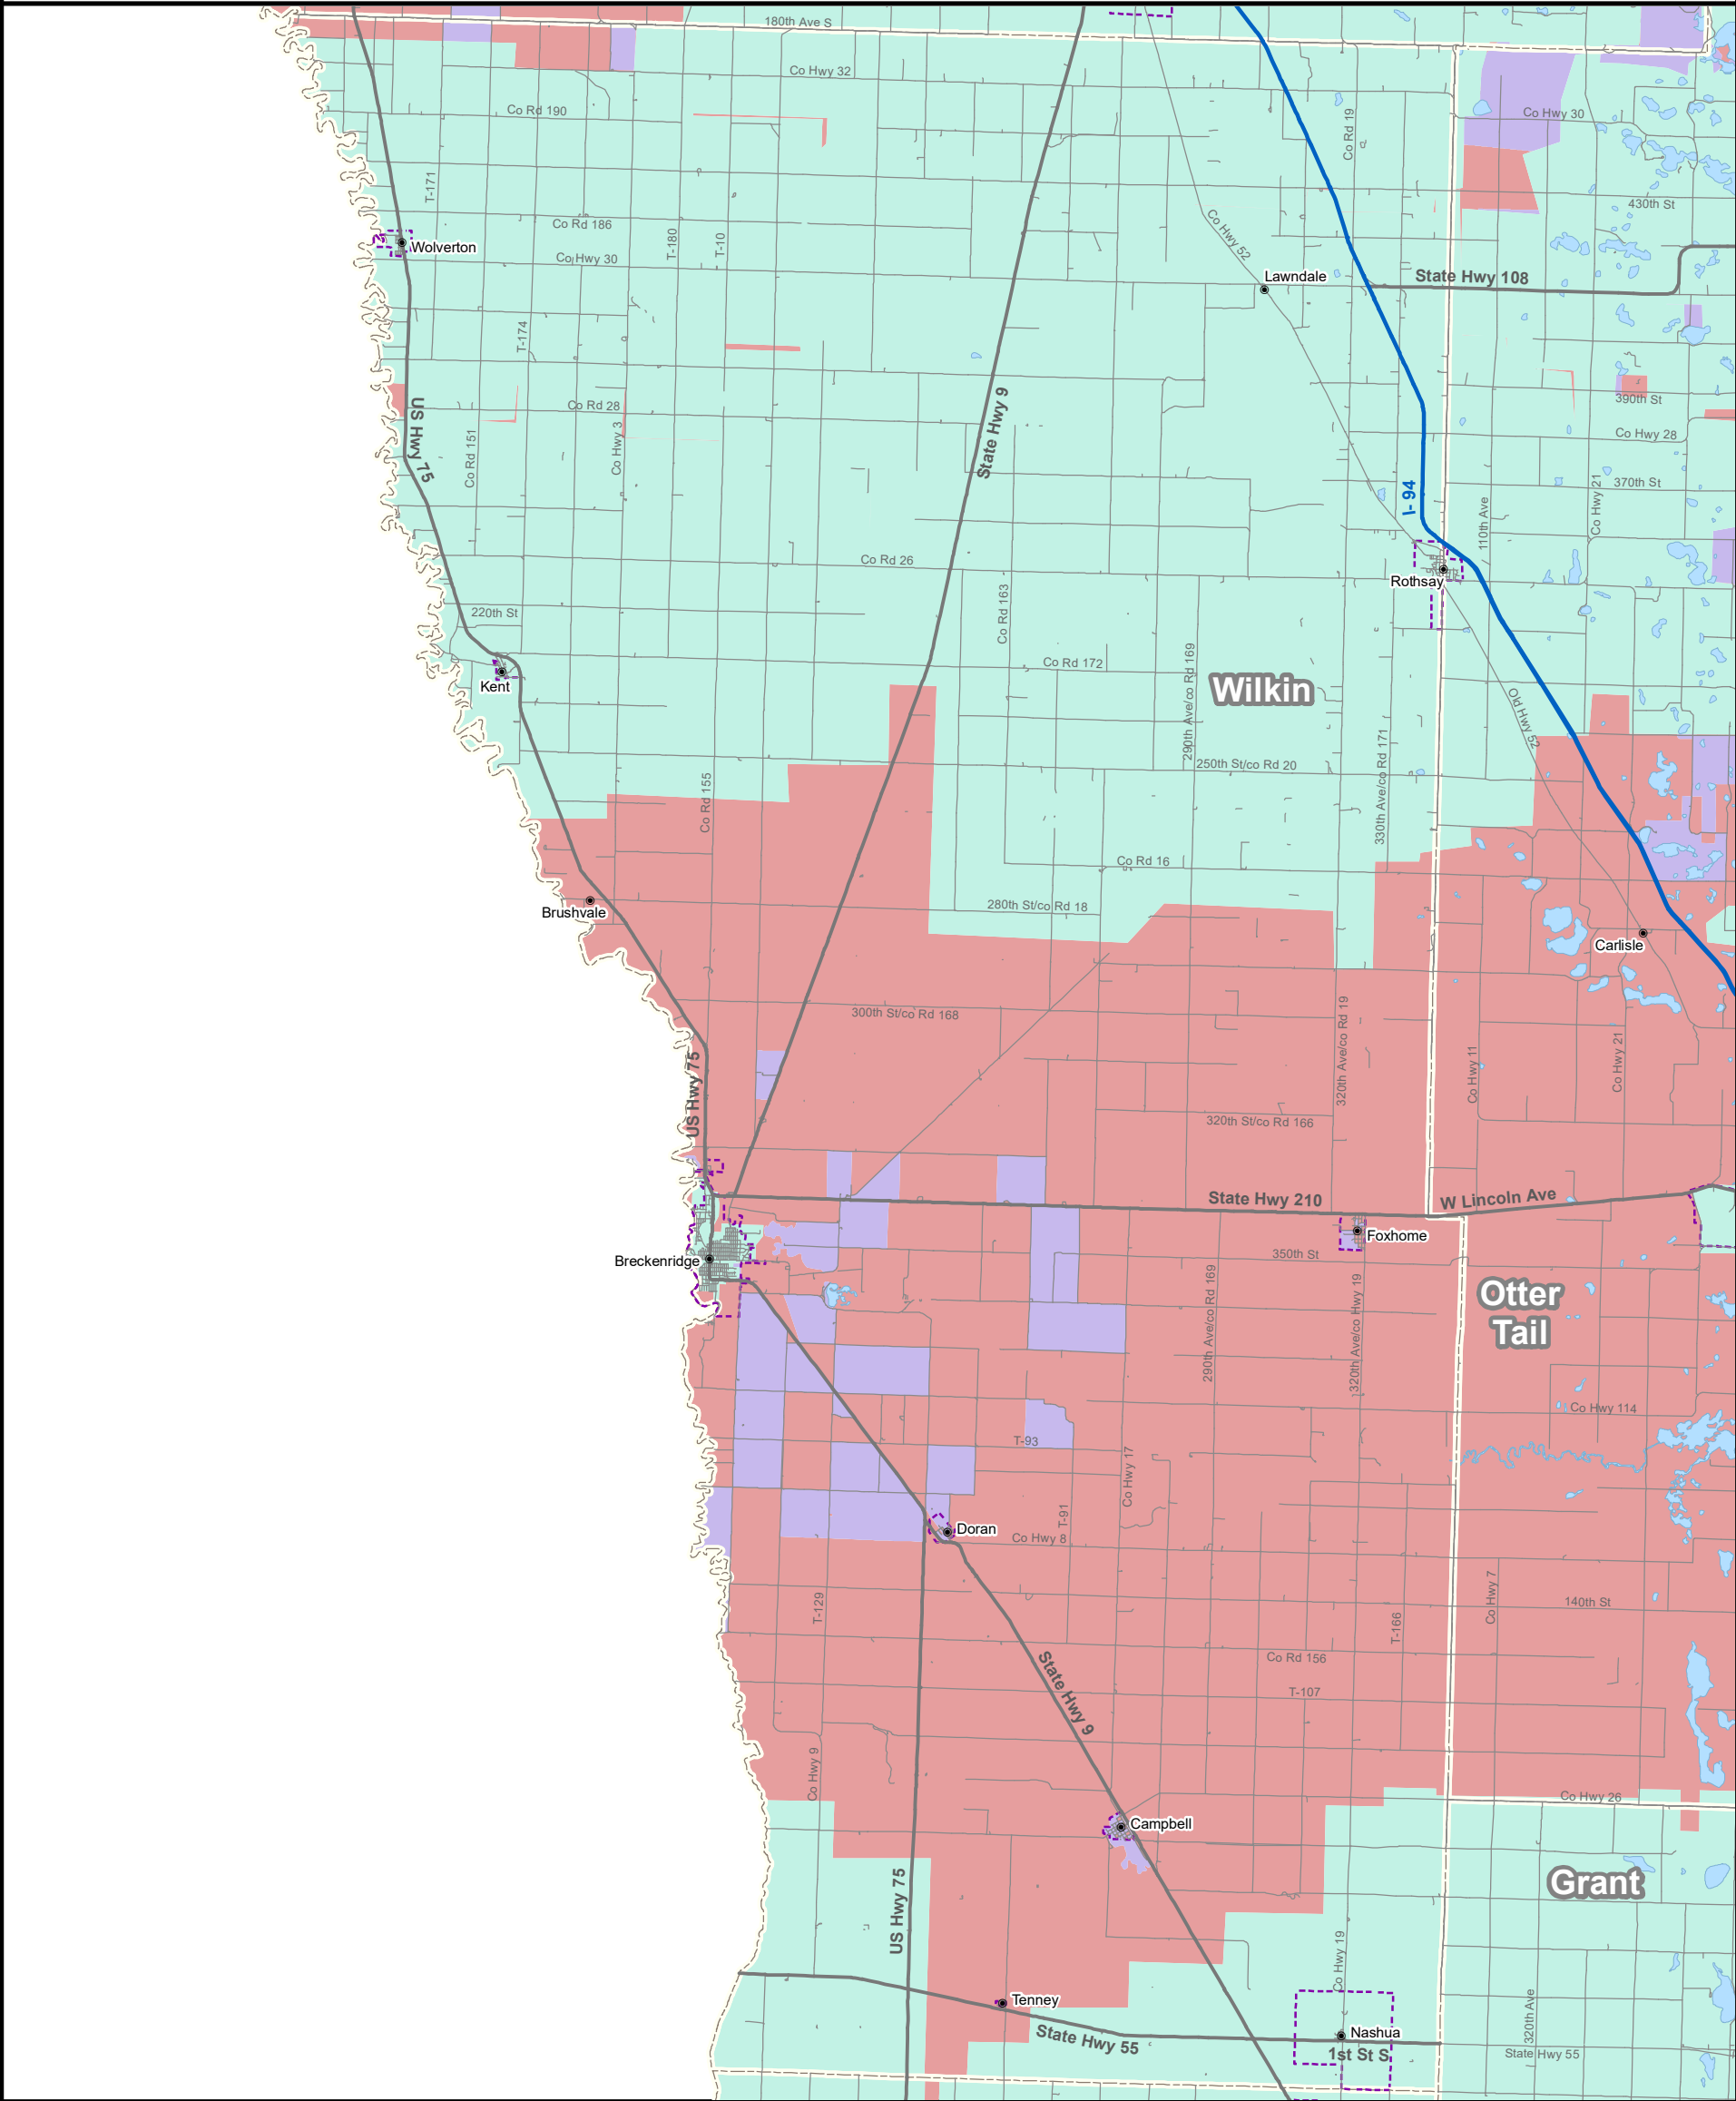 180th Ave S
Co Hwy 32
Co Rd 190
Co Rd 19
Co Hwy 30
T-171
430th St
Co Rd 186
Co Hwy 52
T-180
T-10
Wolverton
Co Hwy 30
Lawndale
State Hwy 108
T-174
390th St
Co Rd 28
US Hwy 75
Co Rd 151
Co Hwy 3
State Hwy 9
Co Hwy 28
370th St
I- 94
Co Hwy 21
110th Ave
Co Rd 26
Rothsay
220th St
Co Rd 163
Co Rd 172
290th Ave/co Rd 169
Wilkin
Kent
Old Hwy 52
250th St/co Rd 20
330th Ave/co Rd 171
Co Rd 155
Co Rd 16
280th St/co Rd 18
Brushvale
Carlisle
300th St/co Rd 168
320th Ave/co Rd 19
Co Hwy 11
Co Hwy 21
US Hwy 75
320th St/co Rd 166
State Hwy 210
W Lincoln Ave
Foxhome
350th St
Breckenridge
Otter
Tail
290th Ave/co Rd 169
320th Ave/co Hwy 19
Co Hwy 114
T-93
Co Hwy 17
T-91
Doran
Co Hwy 8
T-129
Co Hwy 7
140th St
T-166
Co Rd 156
State Hwy 9
T-107
Co Hwy 9
Co Hwy 26
Campbell
Grant
US Hwy 75
Co Hwy 19
Tenney
320th Ave
Nashua
State Hwy 55
1st St S
State Hwy 55